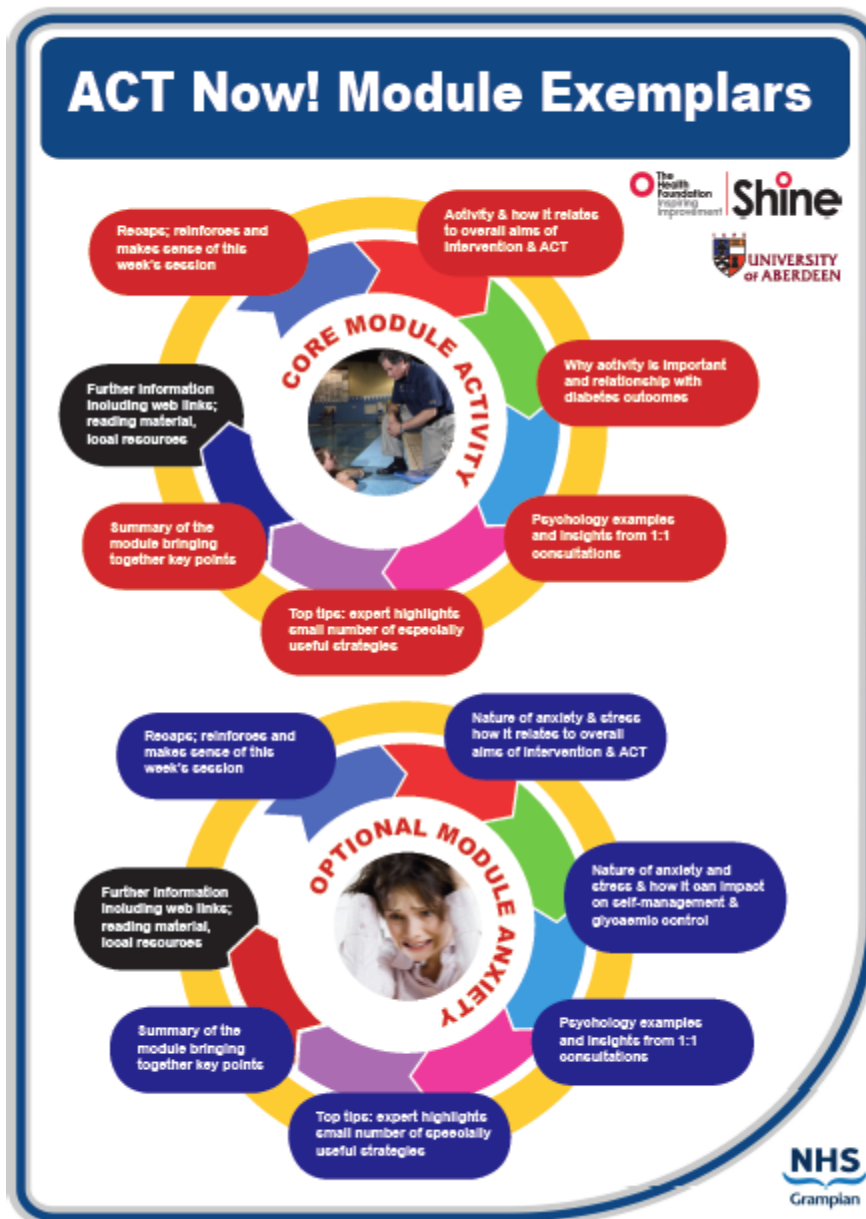 ACT Now! Module Exemplars
The
Health
Foundation
Inspiring
Improvement
Shine
UNIVERSITY
OF ABERDEEN
Recaps; reinforces and
makes sense of this
week's session
Activity & how it relates
to overall aims of
intervention & ACT
CORE MODULE ACTIVITY
Why activity is important
and relationship with
diabetes outcomes
Further information
including web links;
reading material,
local resources
Psychology examples
and insights from 1:1
consultations
Summary of the
module bringing
together key points
Top tips: expert highlights
small number of especially
useful strategies
Recaps; reinforces and
makes sense of this
week's session
Nature of anxiety & stress
how it relates to overall
aims of intervention & ACT
OPTIONAL MODULE ANXIETY
Nature of anxiety and
stress & how it can impact
on self-management &
glycaemic control
Further information
including web links;
reading material,
local resources
Psychology examples
and insights from 1:1
consultations
Summary of the
module bringing
together key points
Top tips: expert highlights
small number of speecially
useful strategies
NHS
Grampian